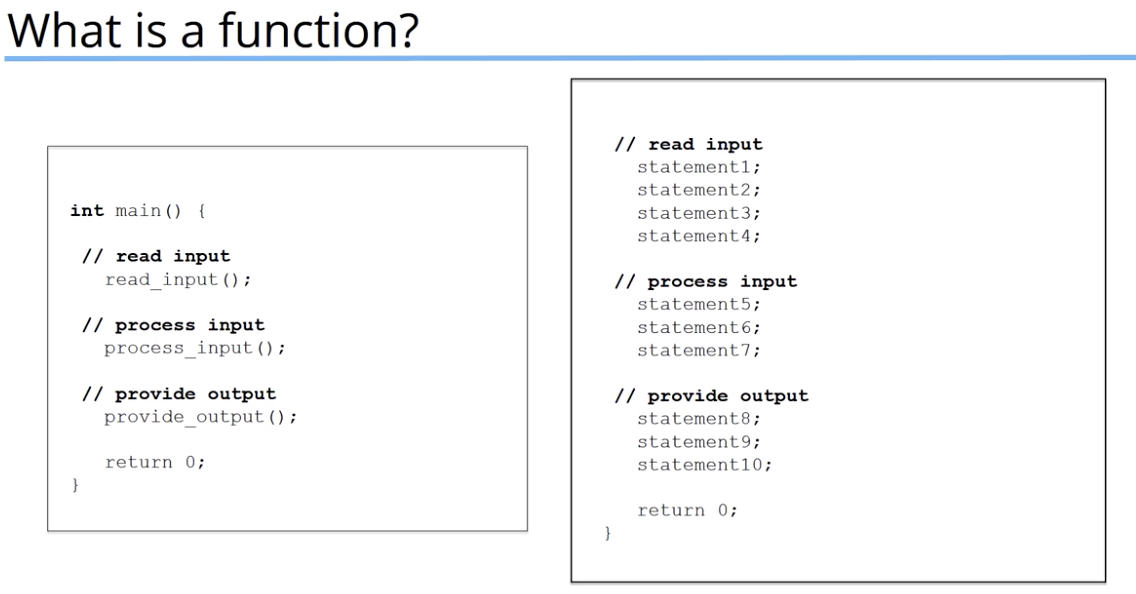 What is a function?
int main() {
// read input
read_input();
// process input
process_input();
// provide output
provide_output();
return 0;
}
// read input
statement1;
statement2;
statement3;
statement4;
// process input
statement5;
statement6;
statement7;
// provide output
statement8;
statement9;
statement10;
return 0;
}